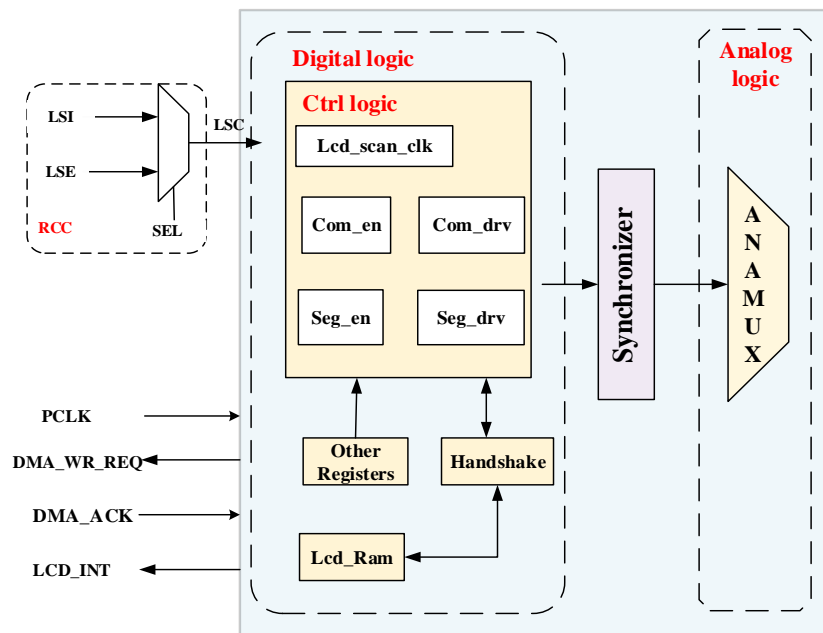 Digital logic
Analog
logic
Ctrl logic
LSI
LSC
Lcd_scan_clk
LSE
RCC
SEL
Com_en
Com_drv
Seg_en
Seg_drv
Synchronizer
A
N
A
M
U
X
PCLK
Other
Registers
Handshake
DMA_WR_REQ
DMA_ACK
Lcd_Ram
LCD_INT